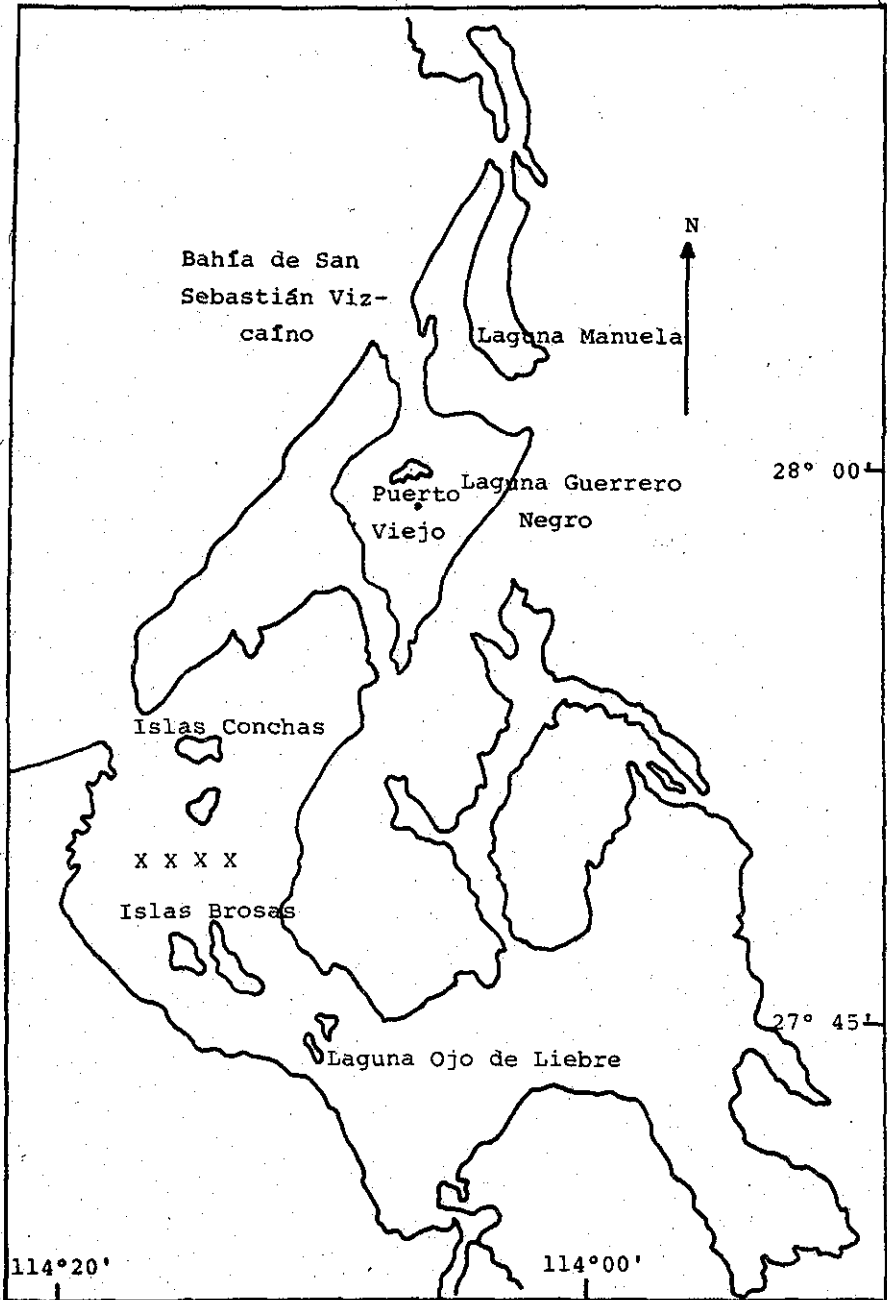 N
Bahía de San
Sebastián Viz-
caíno
Laguna Manuela
28° 00'
Puerto
Viejo
Laguna Guerrero
Negro
Islas Conchas
X X X X
Islas Brosas
27° 45'
Laguna Ojo de Liebre
114°20'
114°00'